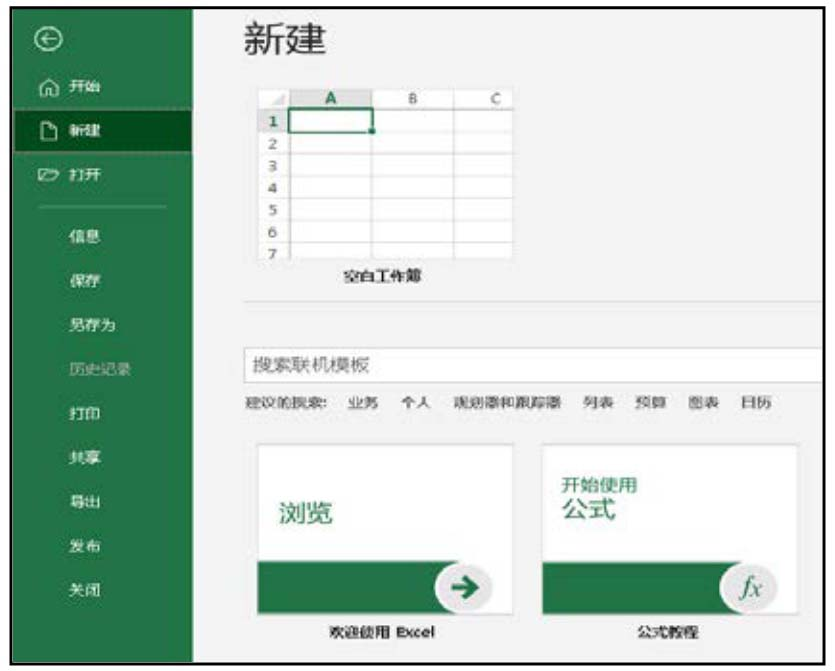 新建
开始
新建
打开
信息
保存
另存为
历史记录
打印
共享
导出
发布
关闭
A B C
1
2
3
4
5
6
7
空白工作簿
搜索联机模板
建议的搜索: 业务 个人 规划器和跟踪器 列表 预算 图表 日历
浏览
欢迎使用 Excel
开始使用
公式
fx
公式教程